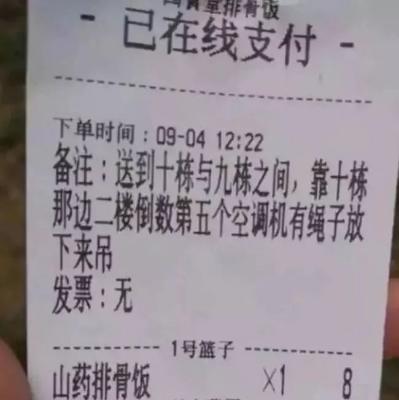 排骨饭
- 已在线支付 -
下单时间：09-04 12:22
备注：送到十栋与九栋之间，靠十栋
那边二楼倒数第五个空调机有绳子放
下来吊
发票：无
1号篮子
山药排骨饭 ×1 8